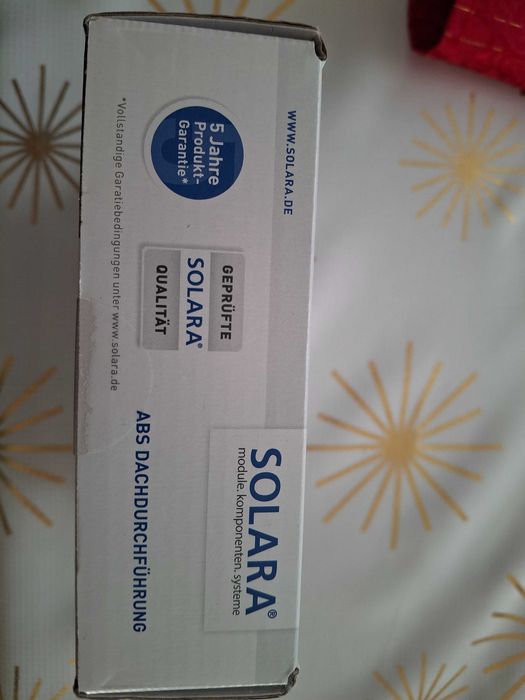 WWW.SOLARA.DE
5 Jahre
Produkt-
Garantie*
GEPRÜFTE
SOLARA®
QUALITÄT
*Vollständige Garatiebedingungen unter www.solara.de
SOLARA®
module. komponenten. systeme
ABS DACHDURCHFÜHRUNG